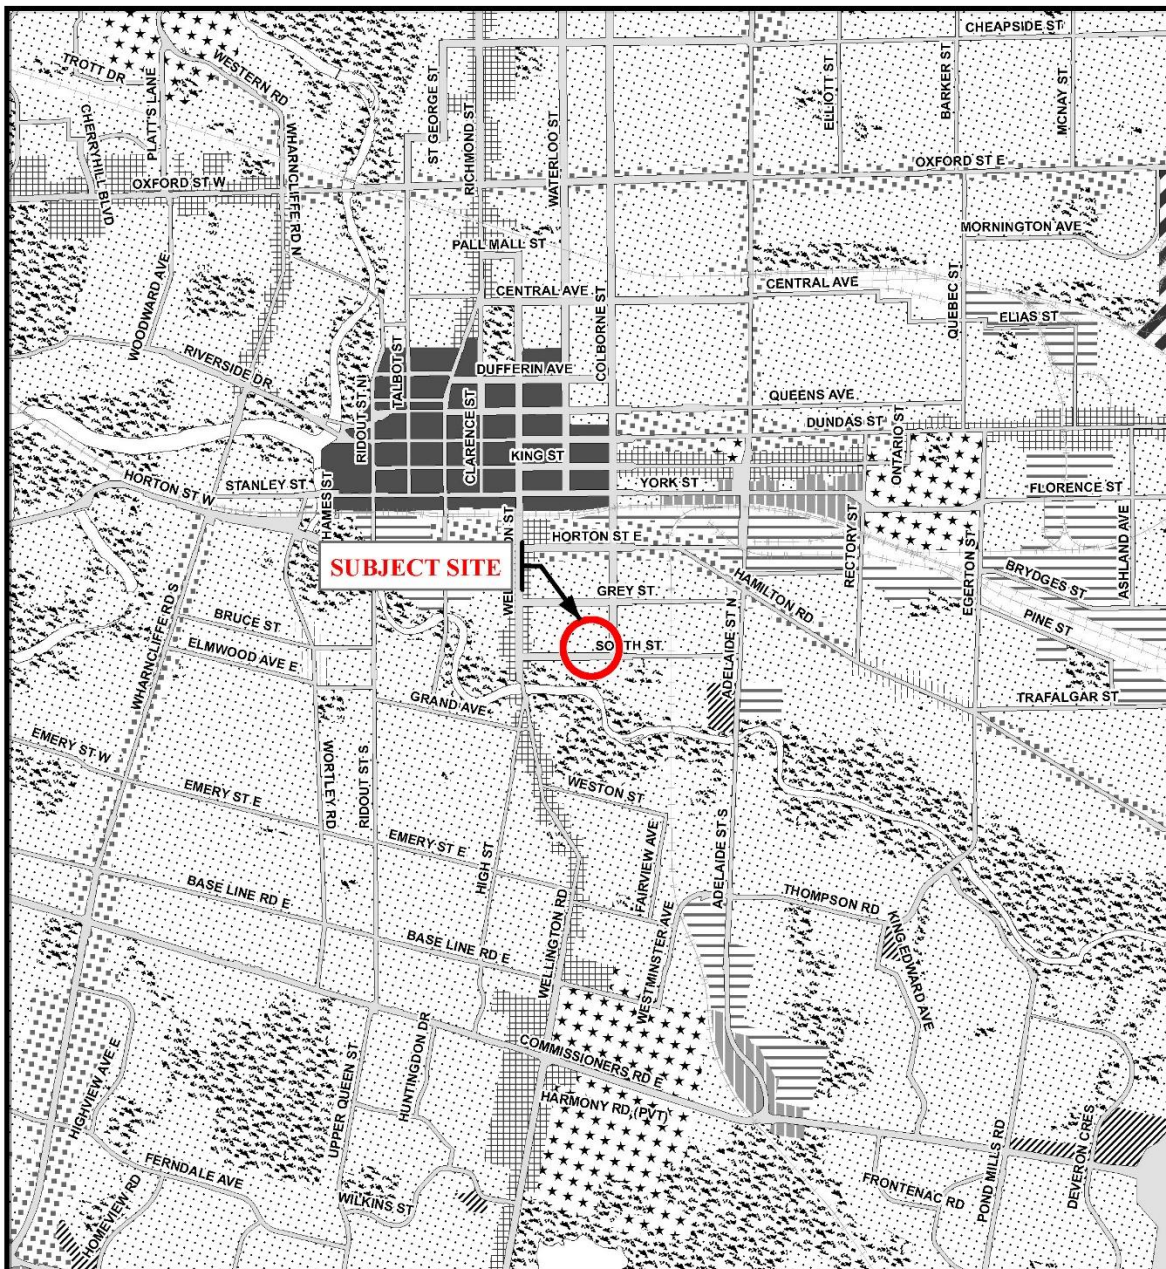 CHEAPSIDE ST
TROTT DR
PLATT'S LANE
WESTERN RD
ST GEORGE ST
RICHMOND ST
WATERLOO ST
ELLIOTT ST
BARKER ST
MCNAY ST
CHERRYHILL BLVD
WHARNCLIFFE RD N
OXFORD ST W
OXFORD ST E
PALL MALL ST
MORNINGTON AVE
WOODWARD AVE
CENTRAL AVE
CENTRAL AVE
QUEBEC ST
ELIAS ST
COLBORNE ST
RIVERSIDE DR
TALBOT ST
RIDOUT ST N
DUFFERIN AVE
CLARENCE ST
QUEENS AVE
DUNDAS ST
ONTARIO ST
KING ST
HORTON ST W
STANLEY ST
THAMES ST
YORK ST
FLORENCE ST
ASHLAND AVE
HORTON ST E
RECTORY ST
EGERTON ST
SUBJECT SITE
BRYDGES ST
HAMILTON RD
GREY ST
PINE ST
WHARNCLIFFE RD S
BRUCE ST
SOUTH ST
ADELAIDE ST N
ELMWOOD AVE E
GRAND AVE
TRAFALGAR ST
EMERY ST W
EMERY ST E
WORTLEY RD
RIDOUT ST S
WESTON ST
EMERY ST E
HIGH ST
FAIRVIEW AVE
ADELAIDE ST S
BASE LINE RD E
THOMPSON RD
BASE LINE RD E
WELLINGTON RD
WESTMINSTER AVE
KING EDWARD AVE
HIGHVIEW AVE E
UPPER QUEEN ST
HUNTINGDON DR
COMMISSIONERS RD E
HARMONY RD (PVT)
FERNDALE AVE
HOMEVIEW RD
WILKINS ST
FRONTENAC RD
POND MILLS RD
DEVERON CRES